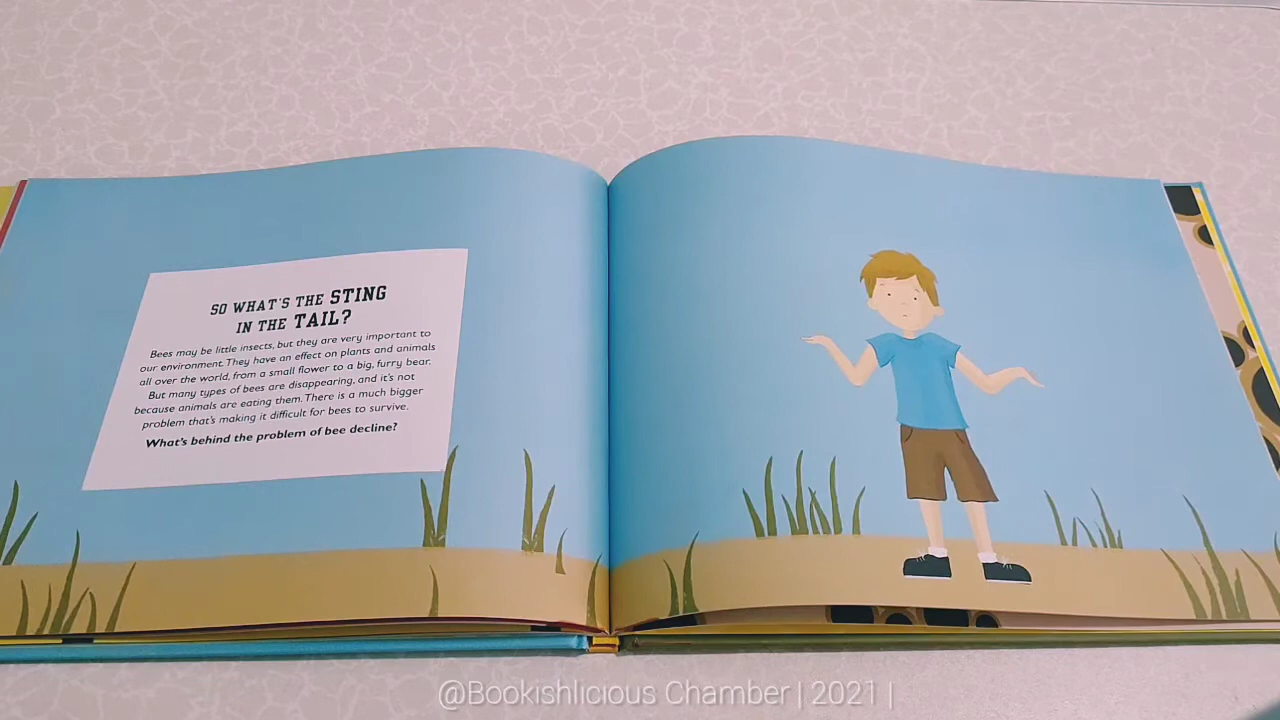 SO WHAT'S THE STING
IN THE TAIL?
Bees may be little insects, but they are very important to
our environment. They have an effect on plants and animals
all over the world, from a small flower to a big, furry bear.
But many types of bees are disappearing, and it's not
because animals are eating them. There is a much bigger
problem that's making it difficult for bees to survive.
What's behind the problem of bee decline?
@Bookishlicious Chamber | 2021 |